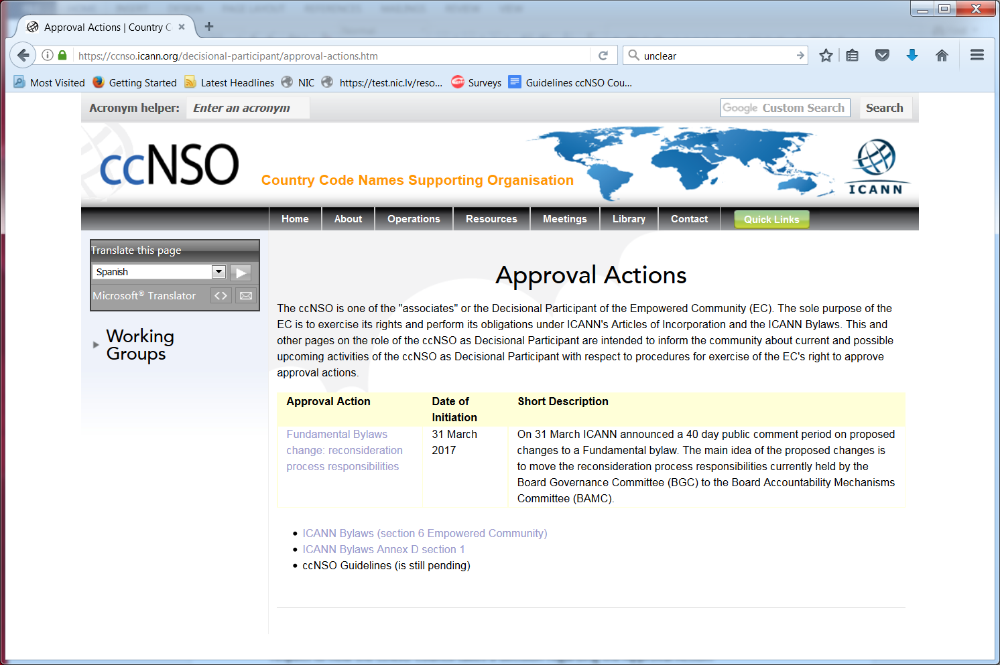 Approval Actions | Country C
https://ccnso.icann.org/decisional-participant/approval-actions.htm
unclear
Most Visited Getting Started Latest Headlines NIC https://test.nic.lv/reso... Surveys Guidelines ccNSO Cou...
Acronym helper: Enter an acronym Google Custom Search Search
ccNSO
Country Code Names Supporting Organisation
ICANN
Home About Operations Resources Meetings Library Contact Quick Links
Translate this page
Spanish
Microsoft® Translator
Working
Groups
Approval Actions
The ccNSO is one of the "associates" or the Decisional Participant of the Empowered Community (EC). The sole purpose of the
EC is to exercise its rights and perform its obligations under ICANN's Articles of Incorporation and the ICANN Bylaws. This and
other pages on the role of the ccNSO as Decisional Participant are intended to inform the community about current and possible
upcoming activities of the ccNSO as Decisional Participant with respect to procedures for exercise of the EC's right to approve
approval actions.
Approval Action Date of Short Description
Initiation
Fundamental Bylaws 31 March On 31 March ICANN announced a 40 day public comment period on proposed
change: reconsideration 2017 changes to a Fundamental bylaw. The main idea of the proposed changes is
process responsibilities to move the reconsideration process responsibilities currently held by the
Board Governance Committee (BGC) to the Board Accountability Mechanisms
Committee (BAMC).
• ICANN Bylaws (section 6 Empowered Community)
• ICANN Bylaws Annex D section 1
• ccNSO Guidelines (is still pending)